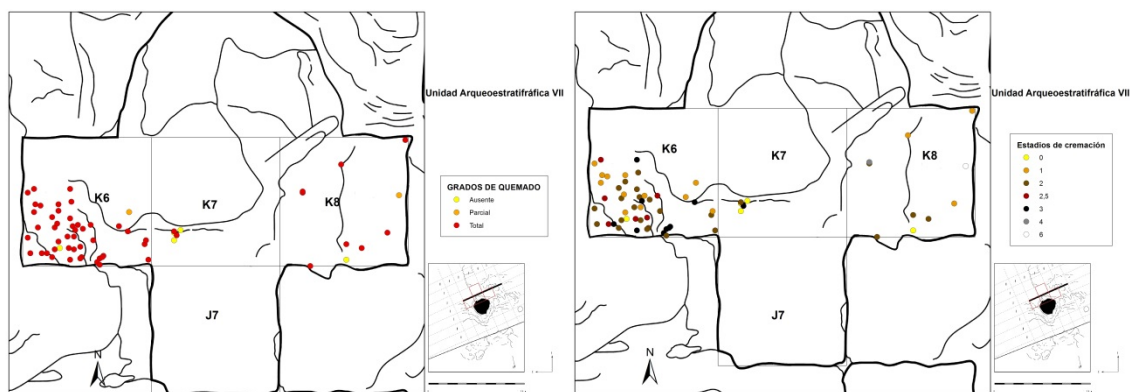 Unidad Arqueoestratifráfica VII
K6
K7
K8
J7
N
GRADOS DE QUEMADO
Ausente
Parcial
Total
Unidad Arqueoestratifráfica VII
K6
K7
K8
J7
N
Estadios de cremación
0
1
2
2,5
3
4
6